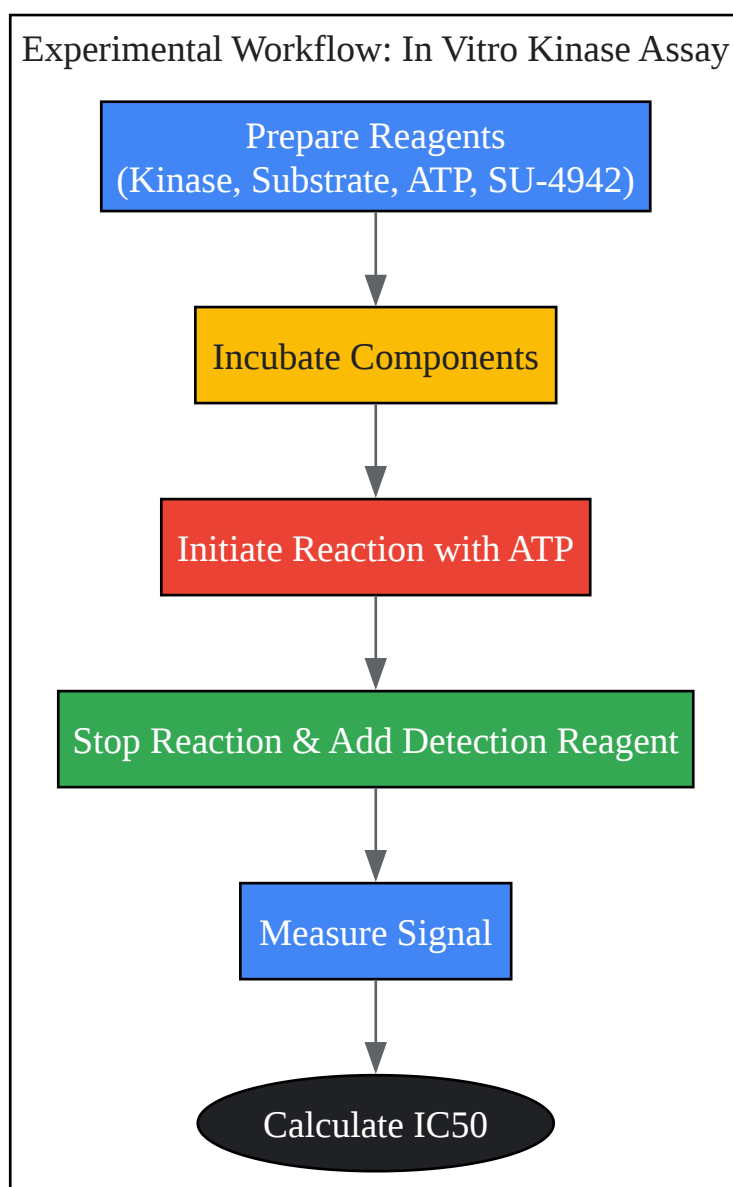 Experimental Workflow: In Vitro Kinase Assay
Prepare Reagents
(Kinase, Substrate, ATP, SU-4942)
Incubate Components
Initiate Reaction with ATP
Stop Reaction & Add Detection Reagent
Measure Signal
Calculate IC50